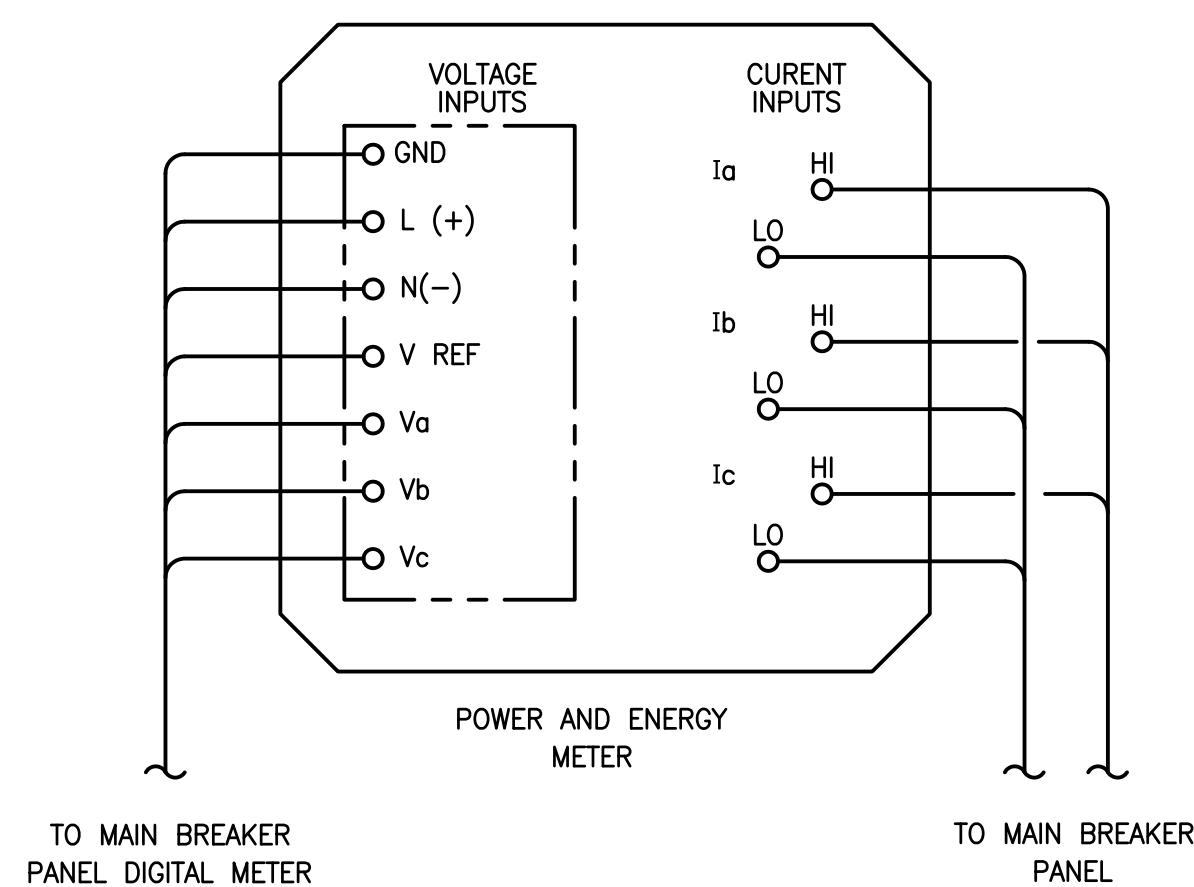 VOLTAGE
INPUTS
GND
L (+)
N(−)
V REF
Va
Vb
Vc
CURENT
INPUTS
Ia
HI
LO
Ib
HI
LO
Ic
HI
LO
POWER AND ENERGY
METER
TO MAIN BREAKER
PANEL DIGITAL METER
TO MAIN BREAKER
PANEL